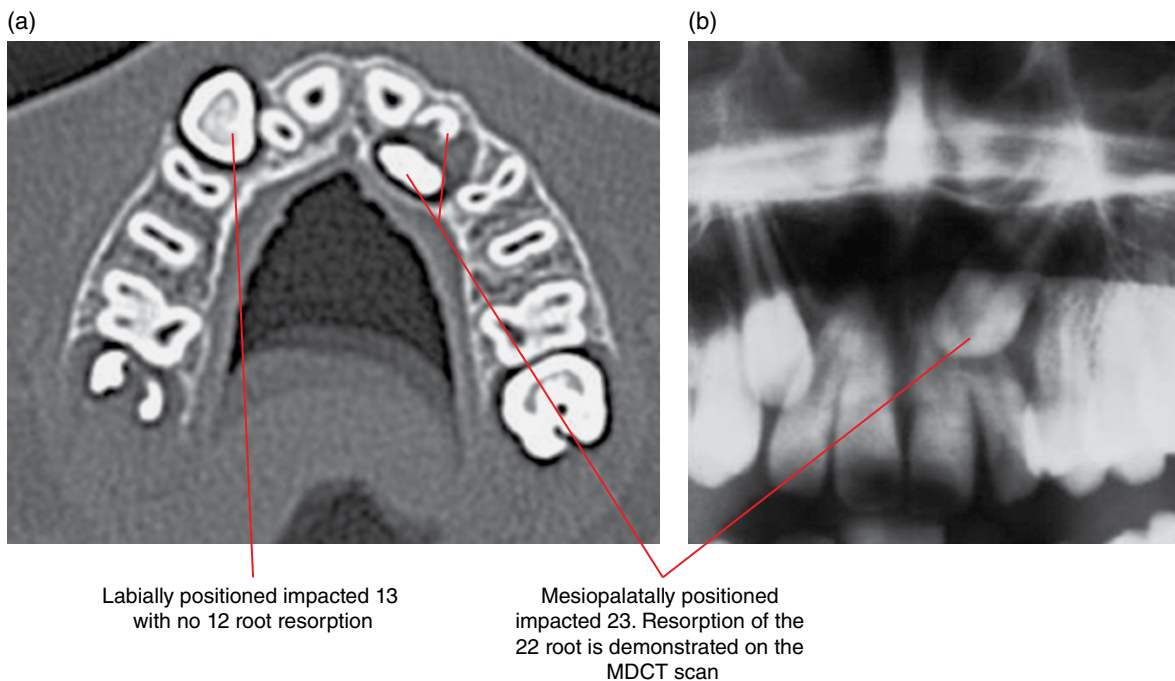 (a)
(b)
Labially positioned impacted 13
with no 12 root resorption
Mesiopalatally positioned
impacted 23. Resorption of the
22 root is demonstrated on the
MDCT scan